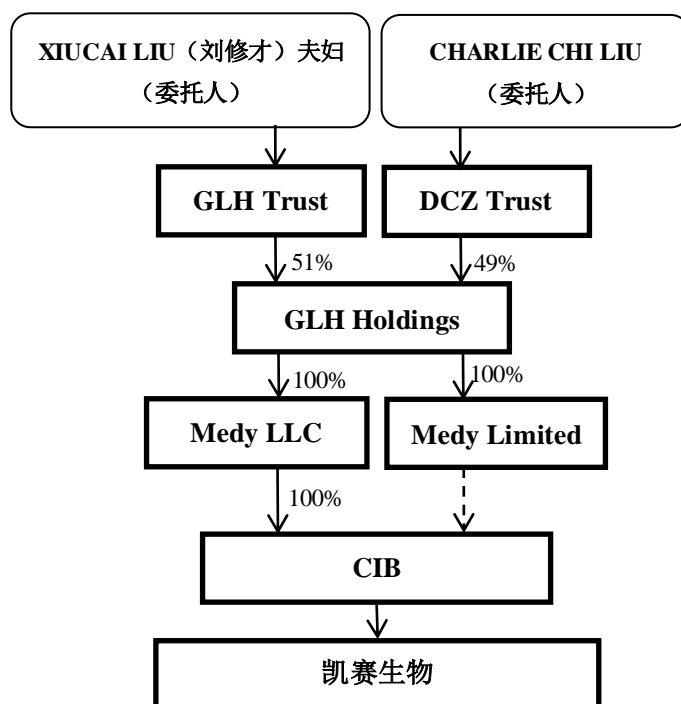 XIUCAI LIU（刘修才）夫妇
（委托人）
CHARLIE CHI LIU
（委托人）
GLH Trust
DCZ Trust
51%
49%
GLH Holdings
100%
100%
Medy LLC
Medy Limited
100%
CIB
凯赛生物